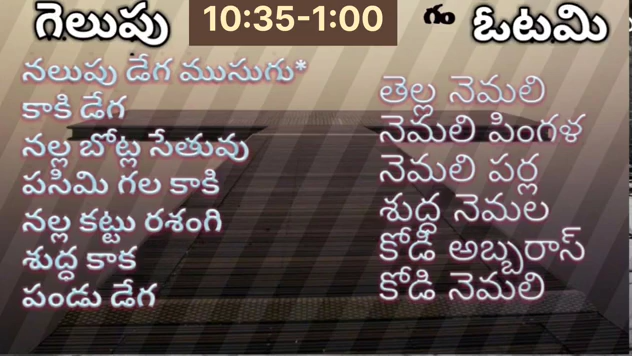 గెలుపు 10:35-1:00 గం ఓటమి
నలుపు డేగ ముసుగు*
కాకి డేగ
నల్ల బోట్ల సేతువు
పసిమి గల కాకి
నల్ల కట్టు రశంగి
శుద్ధ కాక
పండు డేగ
తెల్ల నెమలి
నెమలి పింగళ
నెమలి పర్ల
శుద్ధ నెమల
కోడి అబ్బరాస్
కోడి నెమలి